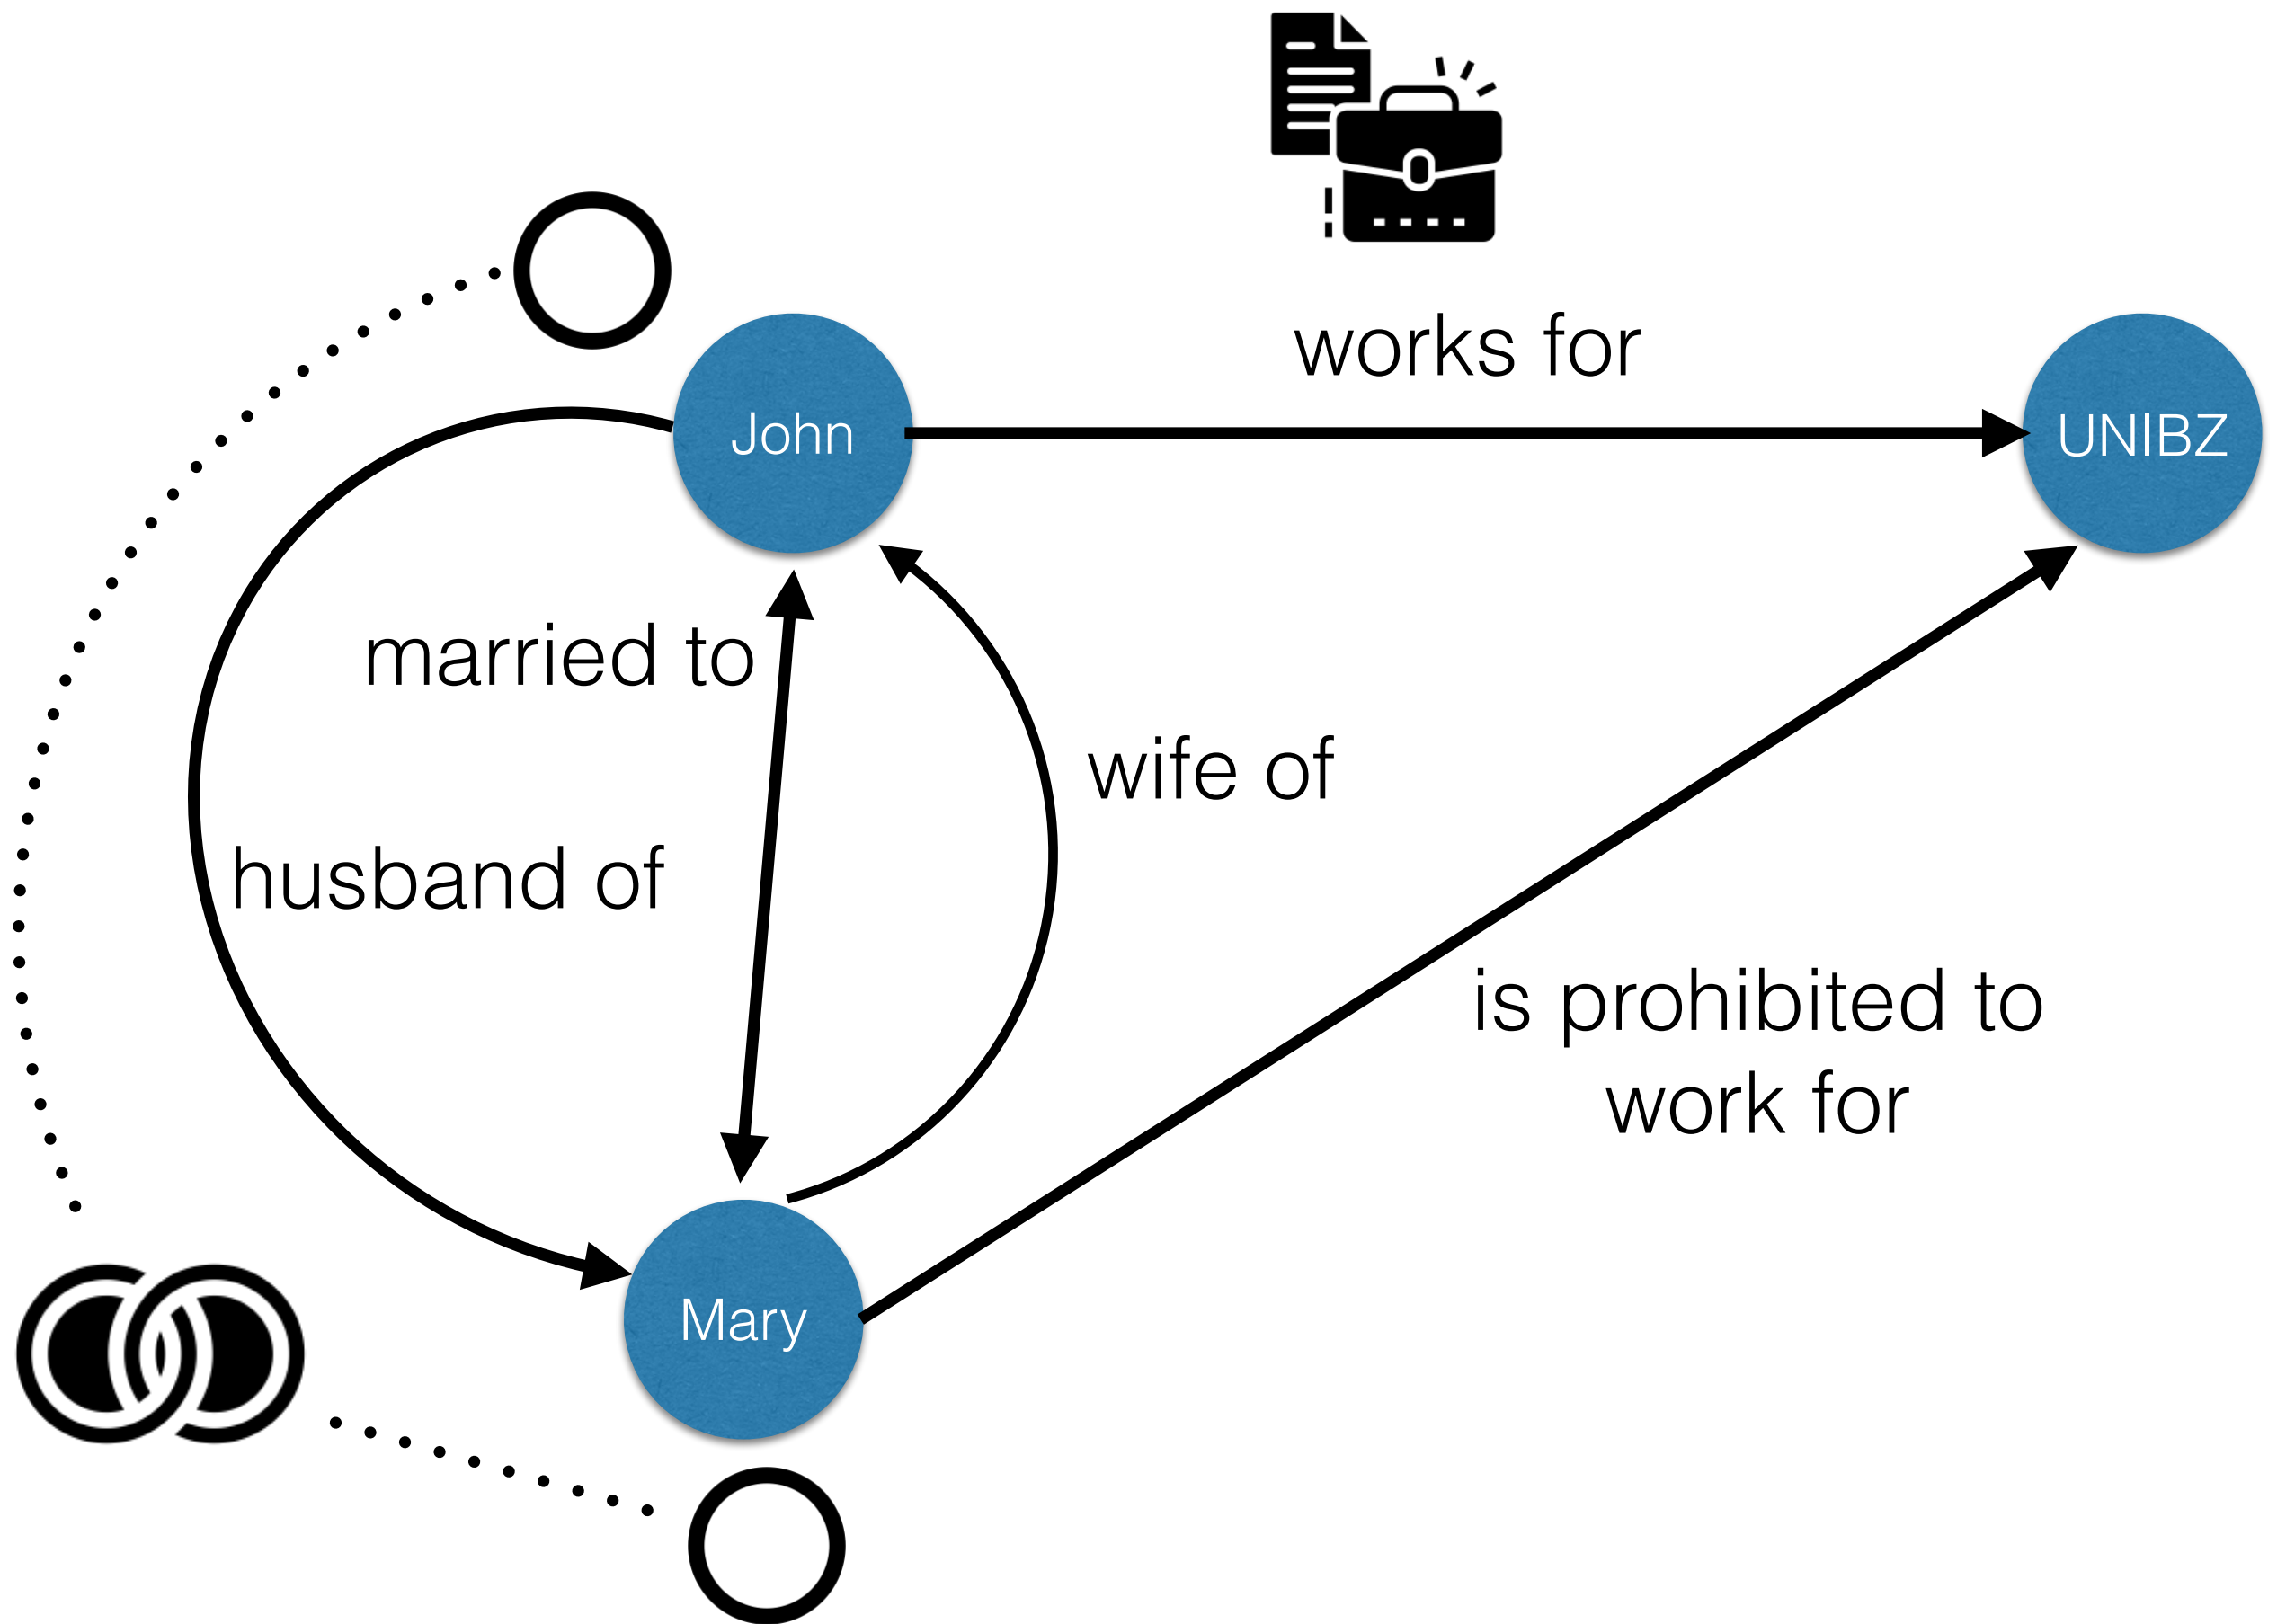 works for
John
UNIBZ
married to
wife of
husband of
is prohibited to
work for
Mary